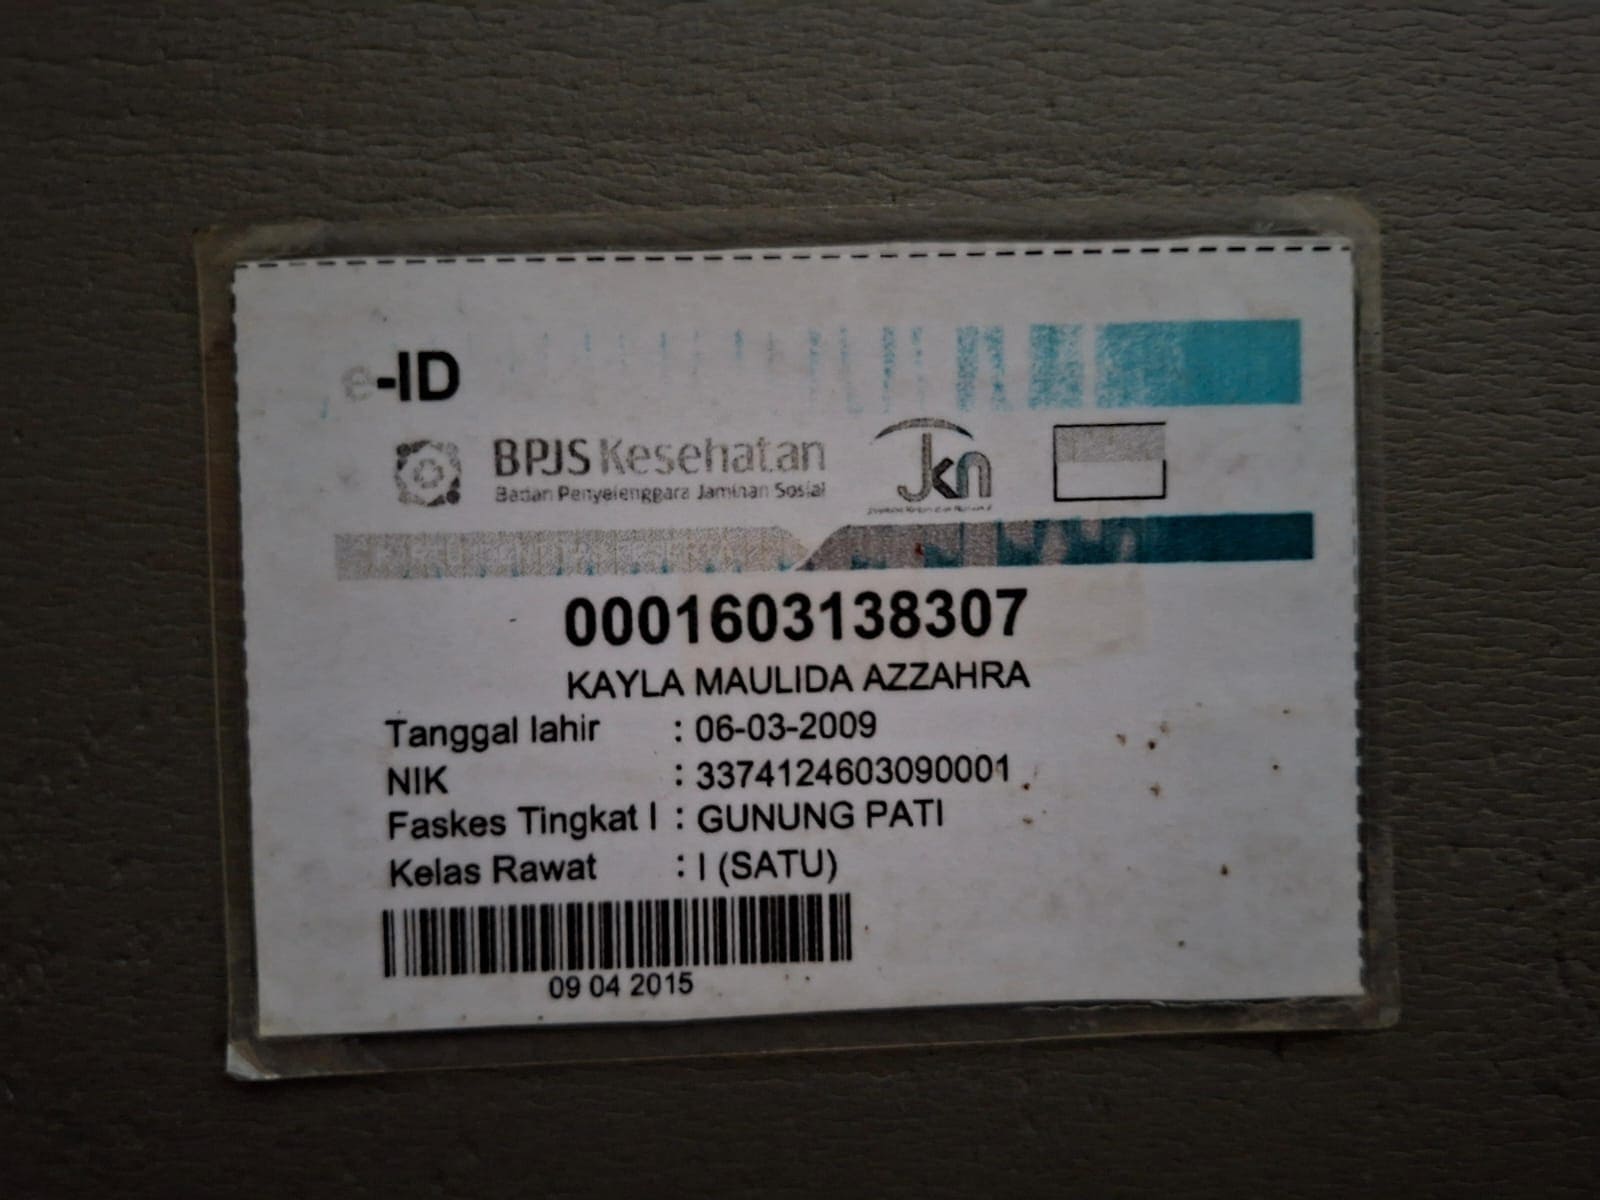 e-ID
BPJS Kesehatan
Badan Penyelenggara Jaminan Sosial
jkn
0001603138307
KAYLA MAULIDA AZZAHRA
Tanggal lahir : 06-03-2009
NIK : 3374124603090001
Faskes Tingkat I : GUNUNG PATI
Kelas Rawat : I (SATU)
09 04 2015